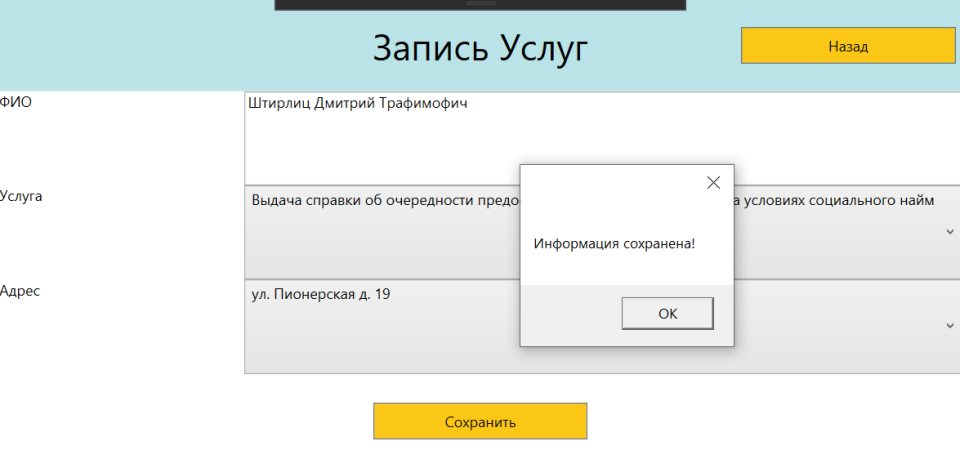 Запись Услуг
Назад
ФИО
Штирлиц Дмитрий Трафимофич
Услуга
Выдача справки об очередности предо а условиях социального найм
Информация сохранена!
OK
Адрес
ул. Пионерская д. 19
Сохранить